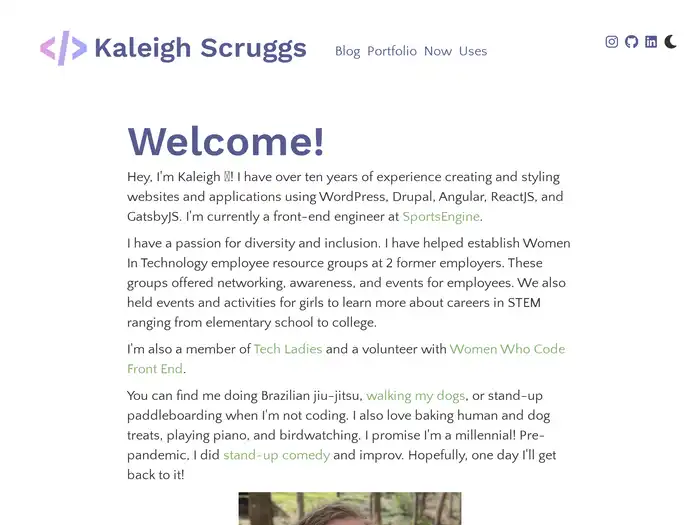 </> Kaleigh Scruggs
Blog Portfolio Now Uses
Welcome!
Hey, I'm Kaleigh ! I have over ten years of experience creating and styling
websites and applications using WordPress, Drupal, Angular, ReactJS, and
GatsbyJS. I'm currently a front-end engineer at SportsEngine.
I have a passion for diversity and inclusion. I have helped establish Women
In Technology employee resource groups at 2 former employers. These
groups offered networking, awareness, and events for employees. We also
held events and activities for girls to learn more about careers in STEM
ranging from elementary school to college.
I'm also a member of Tech Ladies and a volunteer with Women Who Code
Front End.
You can find me doing Brazilian jiu-jitsu, walking my dogs, or stand-up
paddleboarding when I'm not coding. I also love baking human and dog
treats, playing piano, and birdwatching. I promise I'm a millennial! Pre-
pandemic, I did stand-up comedy and improv. Hopefully, one day I'll get
back to it!